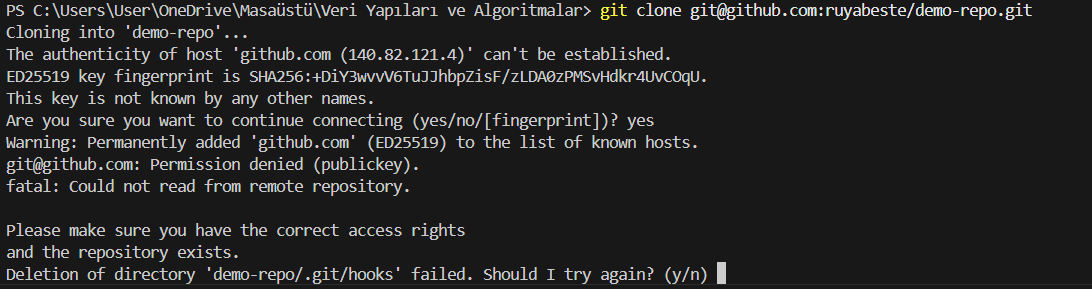 PS C:\Users\User\OneDrive\Masaüstü\Veri Yapıları ve Algoritmalar> git clone git@github.com:ruyabeste/demo-repo.git
Cloning into 'demo-repo'...
The authenticity of host 'github.com (140.82.121.4)' can't be established.
ED25519 key fingerprint is SHA256:+DiY3wvvV6TuJJhbpZisF/zLDA0zPMSvHdkr4UvCOqU.
This key is not known by any other names.
Are you sure you want to continue connecting (yes/no/[fingerprint])? yes
Warning: Permanently added 'github.com' (ED25519) to the list of known hosts.
git@github.com: Permission denied (publickey).
fatal: Could not read from remote repository.

Please make sure you have the correct access rights
and the repository exists.
Deletion of directory 'demo-repo/.git/hooks' failed. Should I try again? (y/n)